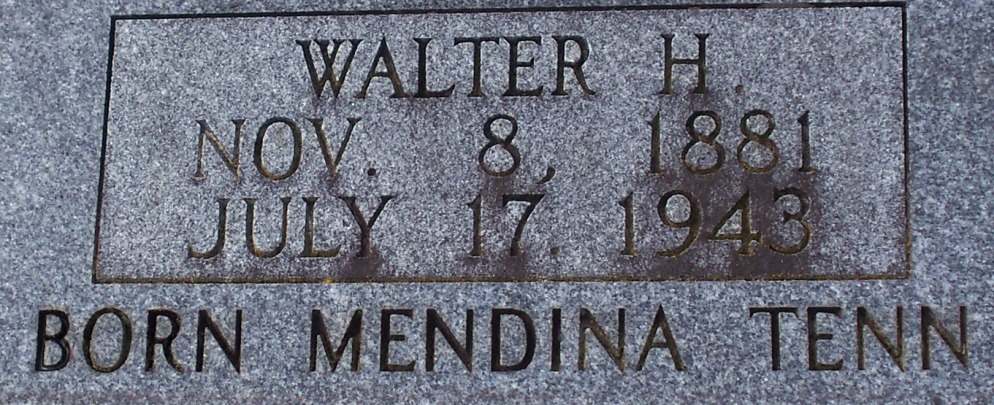 WALTER H.
NOV. 8, 1881
JULY 17. 1943
BORN MENDINA TENN